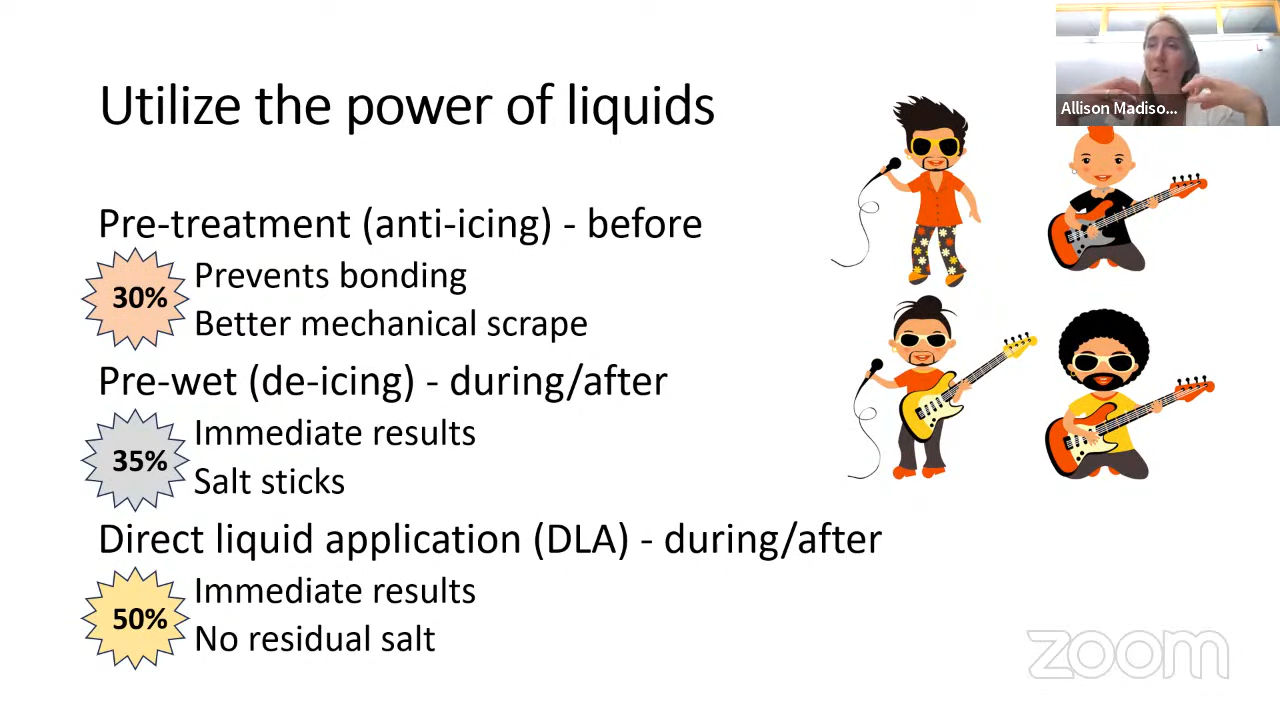 Utilize the power of liquids
Allison Madiso...
Pre-treatment (anti-icing) - before
30%
Prevents bonding
Better mechanical scrape
Pre-wet (de-icing) - during/after
35%
Immediate results
Salt sticks
Direct liquid application (DLA) - during/after
50%
Immediate results
No residual salt
zoom